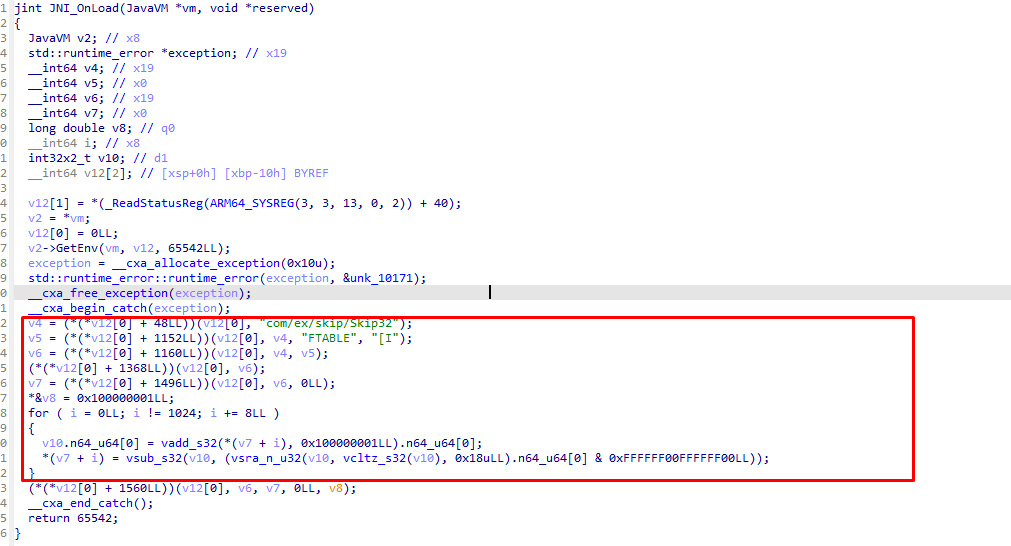 1 jint JNI_OnLoad(JavaVM *vm, void *reserved)
2 {
3 JavaVM v2; // x8
4 std::runtime_error *exception; // x19
5 __int64 v4; // x19
6 __int64 v5; // x0
7 __int64 v6; // x19
8 __int64 v7; // x0
9 long double v8; // q0
0 __int64 i; // x8
1 int32x2_t v10; // d1
2 __int64 v12[2]; // [xsp+0h] [xbp-10h] BYREF
3
4 v12[1] = *(_ReadStatusReg(ARM64_SYSREG(3, 3, 13, 0, 2)) + 40);
5 v2 = *vm;
6 v12[0] = 0LL;
7 v2->GetEnv(vm, v12, 65542LL);
8 exception = __cxa_allocate_exception(0x10u);
9 std::runtime_error::runtime_error(exception, &unk_10171);
0 __cxa_free_exception(exception);
1 __cxa_begin_catch(exception);
2 v4 = (*(*v12[0] + 48LL))(v12[0], "com/ex/skip/Skip32");
3 v5 = (*(*v12[0] + 1152LL))(v12[0], v4, "FTABLE", "[I");
4 v6 = (*(*v12[0] + 1160LL))(v12[0], v4, v5);
5 (*(*v12[0] + 1368LL))(v12[0], v6);
6 v7 = (*(*v12[0] + 1496LL))(v12[0], v6, 0LL);
7 *&v8 = 0x100000001LL;
8 for ( i = 0LL; i != 1024; i += 8LL )
9 {
0 v10.n64_u64[0] = vadd_s32(*(v7 + i), 0x100000001LL).n64_u64[0];
1 *(v7 + i) = vsub_s32(v10, (vsra_n_u32(v10, vcltz_s32(v10), 0x18uLL).n64_u64[0] & 0xFFFFFF00FFFFFF00LL));
2 }
3 (*(*v12[0] + 1560LL))(v12[0], v6, v7, 0LL, v8);
4 __cxa_end_catch();
5 return 65542;
6 }